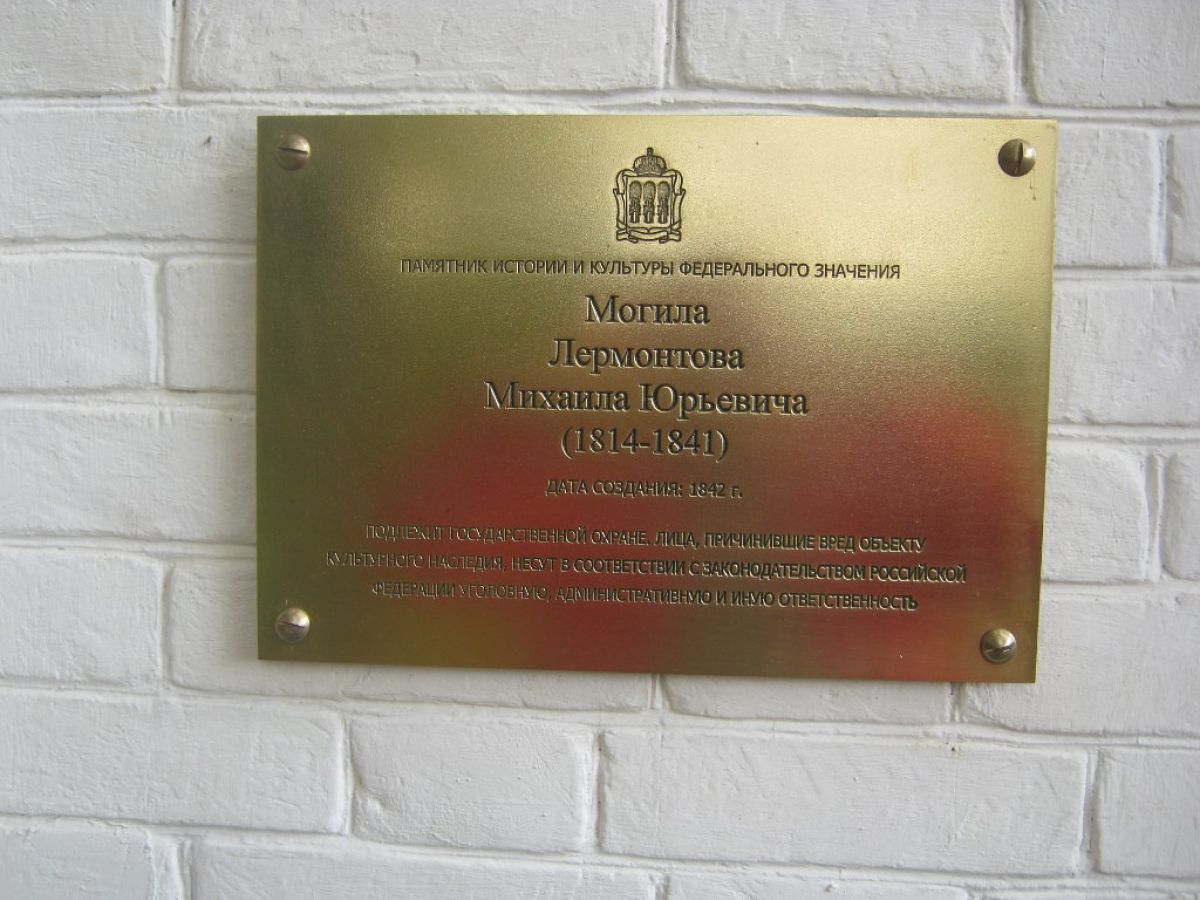 ПАМЯТНИК ИСТОРИИ И КУЛЬТУРЫ ФЕДЕРАЛЬНОГО ЗНАЧЕНИЯ
Могила
Лермонтова
Михаила Юрьевича
(1814-1841)
ДАТА СОЗДАНИЯ: 1842 г.
ПОДЛЕЖИТ ГОСУДАРСТВЕННОЙ ОХРАНЕ. ЛИЦА, ПРИЧИНИВШИЕ ВРЕД ОБЪЕКТУ
КУЛЬТУРНОГО НАСЛЕДИЯ, НЕСУТ В СООТВЕТСТВИИ С ЗАКОНОДАТЕЛЬСТВОМ РОССИЙСКОЙ
ФЕДЕРАЦИИ УГОЛОВНУЮ, АДМИНИСТРАТИВНУЮ И ИНУЮ ОТВЕТСТВЕННОСТЬ